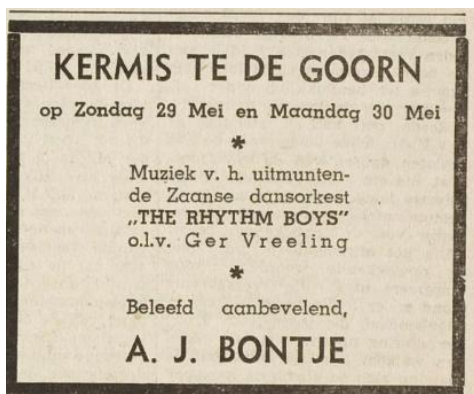 KERMIS TE DE GOORN
op Zondag 29 Mei en Maandag 30 Mei
*
Muziek v. h. uitmunten-
de Zaanse dansorkest
„THE RHYTHM BOYS”
o.l.v. Ger Vreeling
*
Beleefd aanbevelend,
A. J. BONTJE